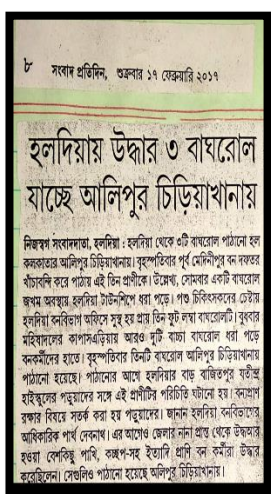 ৮ সংবাদ প্রতিদিন, শুক্রবার ১৭ ফেব্রুয়ারি ২০১৭
হলদিয়ায় উদ্ধার ৩ বাঘরোল
যাচ্ছে আলিপুর চিড়িয়াখানায়
নিজস্ব সংবাদদাতা, হলদিয়া : হলদিয়া থেকে ৩টি বাঘরোল পাঠানো হল
কলকাতার আলিপুর চিড়িয়াখানায়। বৃহস্পতিবার পূর্ব মেদিনীপুর বন দফতর
খাঁচাবন্দি করে পাঠায় এই তিন প্রাণীকে। উল্লেখ্য, সোমবার একটি বাঘরোল
জখম অবস্থায় হলদিয়া টাউনশিপে ধরা পড়ে। পশু চিকিৎসকদের চেষ্টায়
হলদিয়া বনবিভাগ অফিসে সুস্থ হয় প্রায় তিন ফুট লম্বা বাঘরোলটি। বুধবার
মহিষাদলের কাপাসএড়িয়ায় আরও দুটি বাচ্চা বাঘরোল ধরা পড়ে
বনকর্মীদের হাতে। বৃহস্পতিবার তিনটি বাঘরোল আলিপুর চিড়িয়াখানায়
পাঠানো হয়েছে। পাঠানোর আগে হলদিয়ার বাড় বাজিতপুর যতীন্দ্র
হাইস্কুলের পড়ুয়াদের সঙ্গে এই প্রাণীটির পরিচিতি ঘটানো হয়। বন্যপ্রাণ
রক্ষার বিষয়ে সতর্ক করা হয় পড়ুয়াদের। জানান হলদিয়া বনবিভাগের
আধিকারিক পার্থ দেবনাথ। এর আগেও জেলার নানা প্রান্ত থেকে উদ্ধার
হওয়া বেশকিছু পাখি, কচ্ছপ-সহ ইত্যাদি প্রাণি বন কর্মীরা উদ্ধার
করেছিলেন। সেগুলিও পাঠানো হয়েছে আলিপুর চিড়িয়াখানায়।